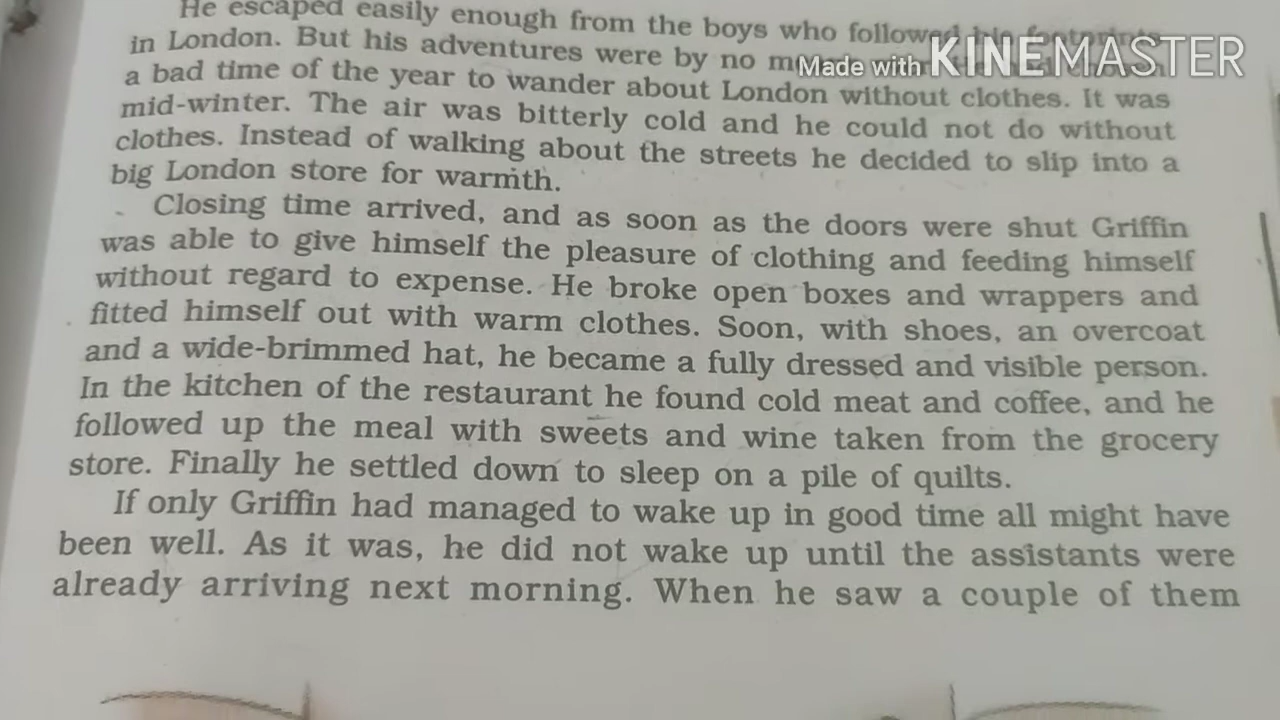 He escaped easily enough from the boys who followed his footprints
in London. But his adventures were by no
Made with KINEMASTER
a bad time of the year to wander about London without clothes. It was
mid-winter. The air was bitterly cold and he could not do without
clothes. Instead of walking about the streets he decided to slip into a
big London store for warmth.
Closing time arrived, and as soon as the doors were shut Griffin
was able to give himself the pleasure of clothing and feeding himself
without regard to expense. He broke open boxes and wrappers and
fitted himself out with warm clothes. Soon, with shoes, an overcoat
and a wide-brimmed hat, he became a fully dressed and visible person.
In the kitchen of the restaurant he found cold meat and coffee, and he
followed up the meal with sweets and wine taken from the grocery
store. Finally he settled down to sleep on a pile of quilts.
If only Griffin had managed to wake up in good time all might have
been well. As it was, he did not wake up until the assistants were
already arriving next morning. When he saw a couple of them